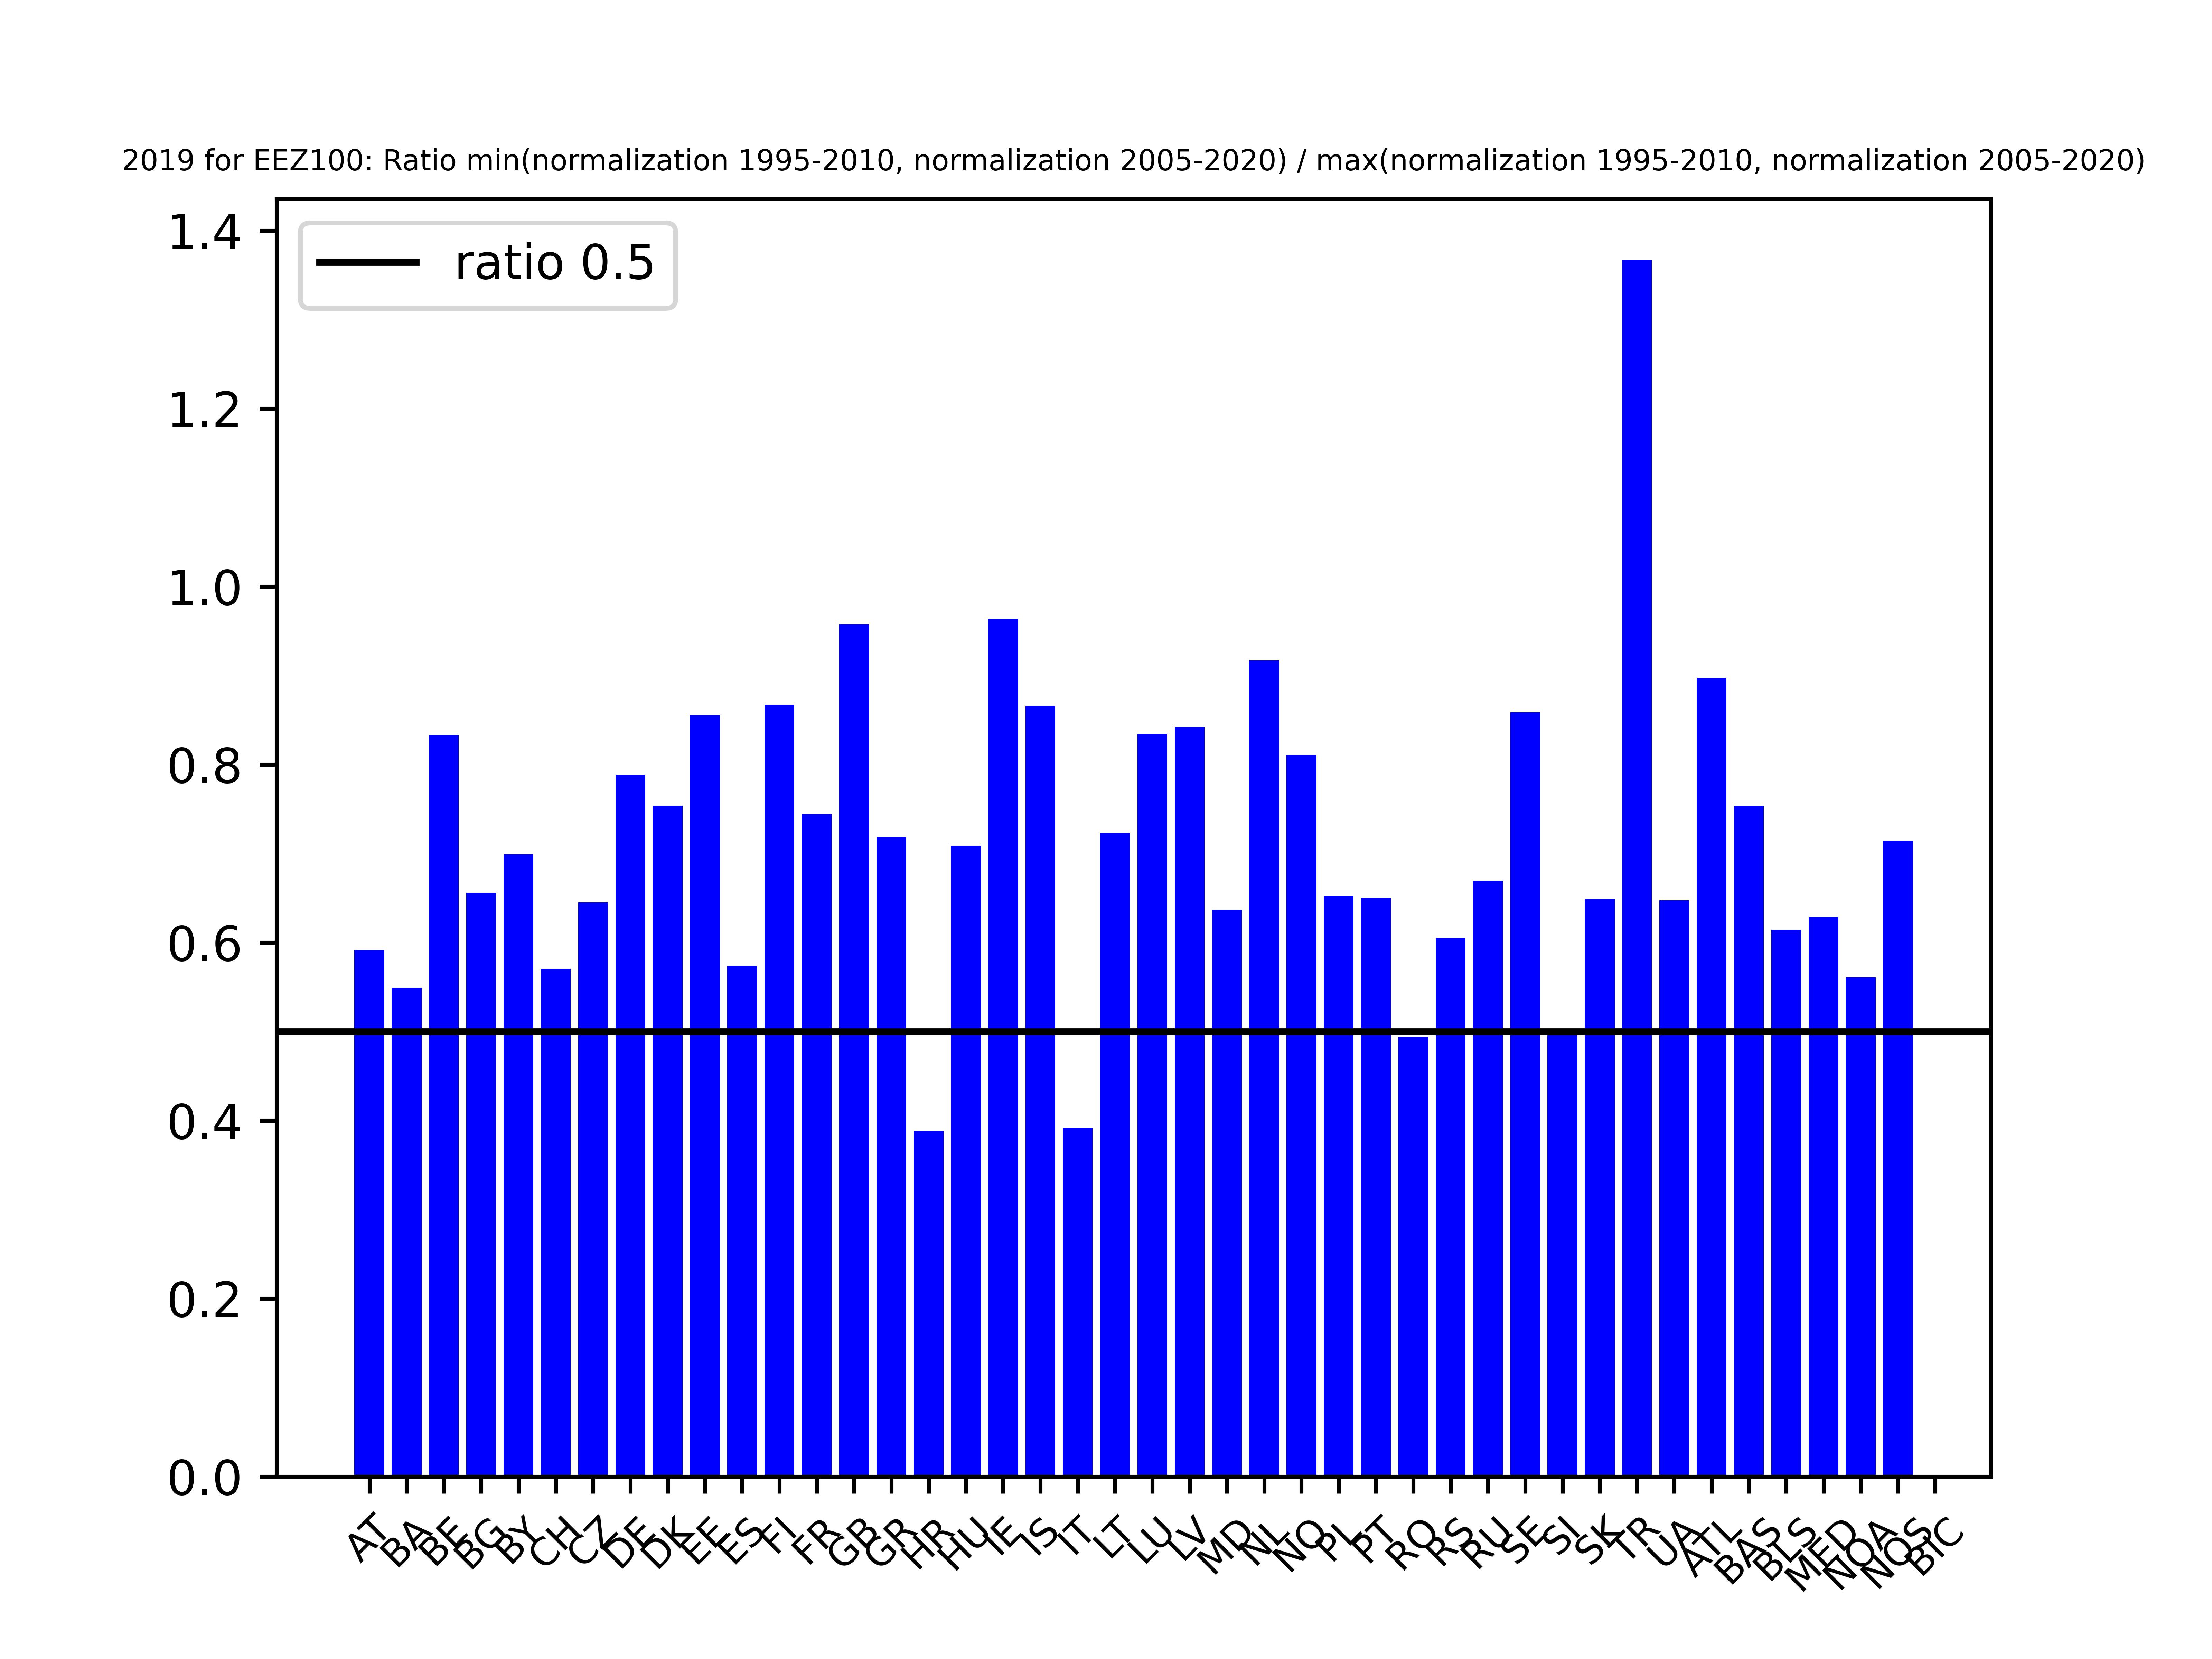 2019 for EEZ100: Ratio min(normalization 1995-2010, normalization 2005-2020) / max(normalization 1995-2010, normalization 2005-2020)
ratio 0.5
1.4
1.2
1.0
0.8
0.6
0.4
0.2
0.0
AT BA BE BG BY CH CZ DE DK EE ES FI FR GB GR HR HU IE IS IT LT LU LV MD NL NO PL PT RO RS RU SE SI SK TR UA ATL BAS BLS MED NOA NOS BIC